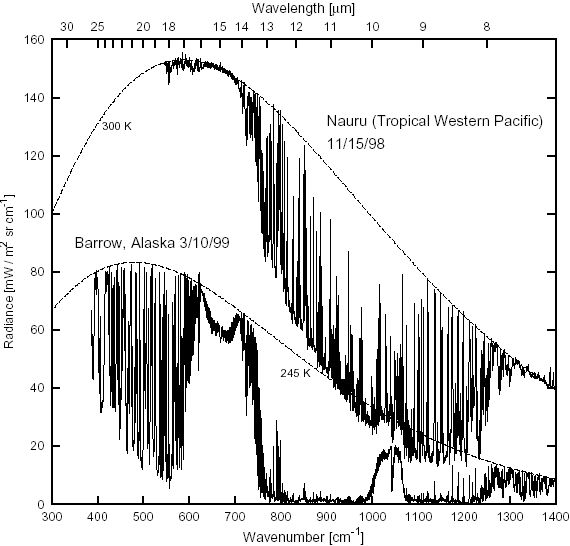 Wavelength [µm]
30 25 20 18 15 14 13 12 11 10 9 8
160
140
120
100
80
60
40
20
0
Radiance [mW / m² sr cm⁻¹]
Nauru (Tropical Western Pacific)
11/15/98
300 K
Barrow, Alaska 3/10/99
245 K
300 400 500 600 700 800 900 1000 1100 1200 1300 1400
Wavenumber [cm⁻¹]